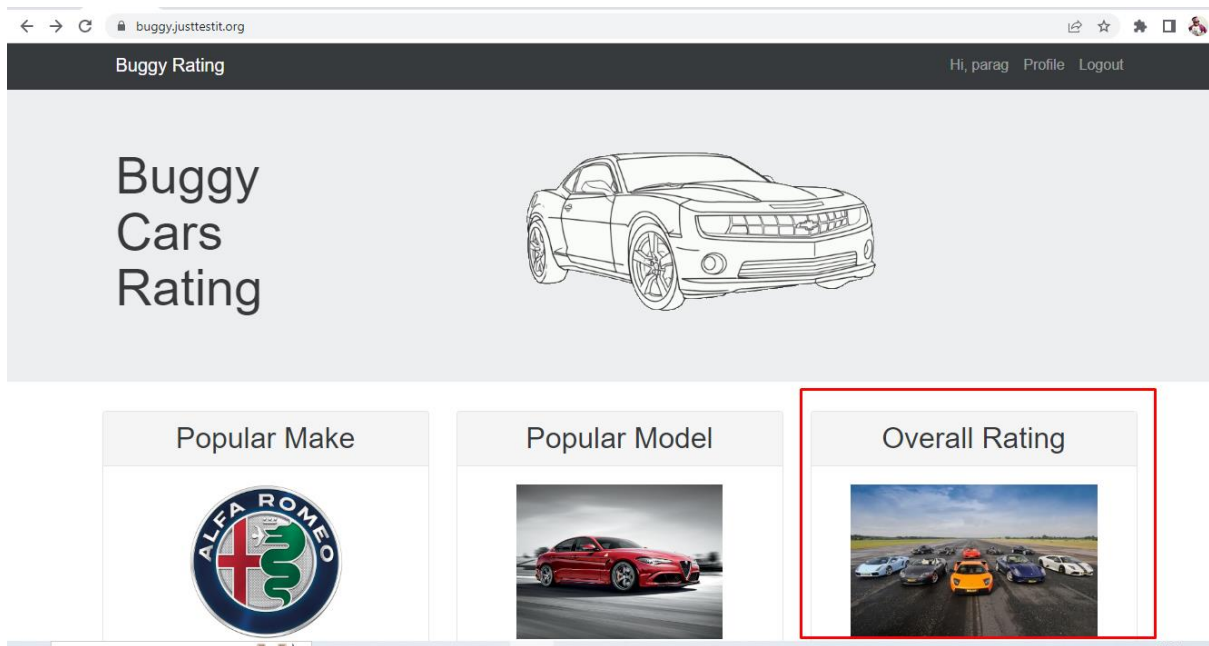 buggy.justtestit.org
Buggy Rating
Hi, parag Profile Logout
Buggy
Cars
Rating
Popular Make
Popular Model
Overall Rating
ALFA ROMEO